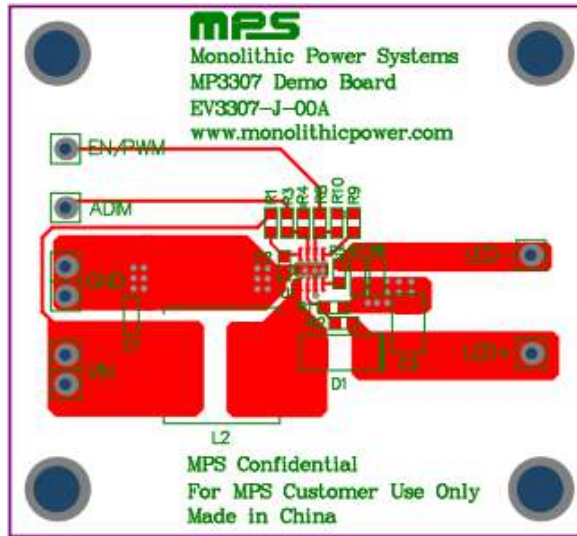 MPS
Monolithic Power Systems
MP3307 Demo Board
EV3307-J-00A
www.monolithicpower.com
EN/PWM
ADIM
R1
R3
R4
R8
R10
R9
GND
LED-
VIN
LED+
D1
L2
MPS Confidential
For MPS Customer Use Only
Made in China